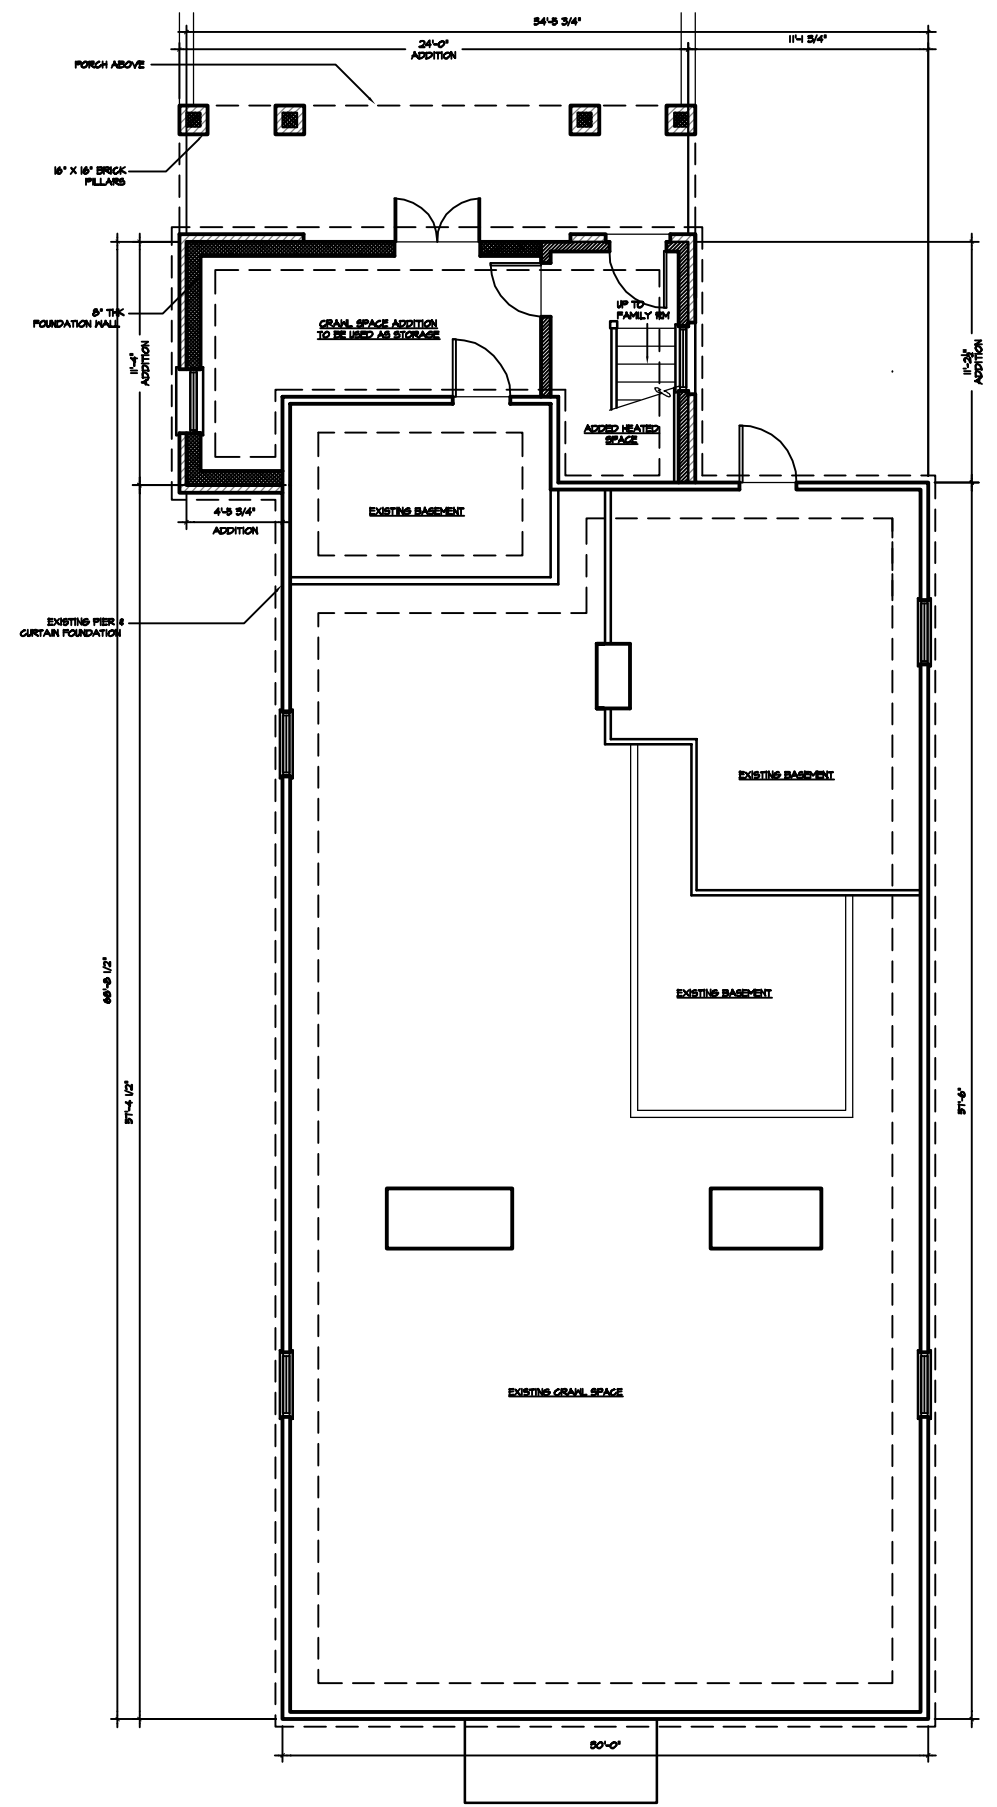 34'-5 3/4"
24'-0"
ADDITION
11'-1 3/4"
PORCH ABOVE
16" X 16" BRICK
PILLARS
8" THK
FOUNDATION WALL
UP TO
FAMILY RM
CRAWL SPACE ADDITION
TO BE USED AS STORAGE
11'-4"
ADDITION
11'-2½"
ADDITION
ADDED HEATED
SPACE
4'-5 3/4"
ADDITION
EXISTING BASEMENT
EXISTING PIER &
CURTAIN FOUNDATION
EXISTING BASEMENT
68'-8 1/2"
EXISTING BASEMENT
57'-4 1/2"
57'-6"
EXISTING CRAWL SPACE
30'-0"